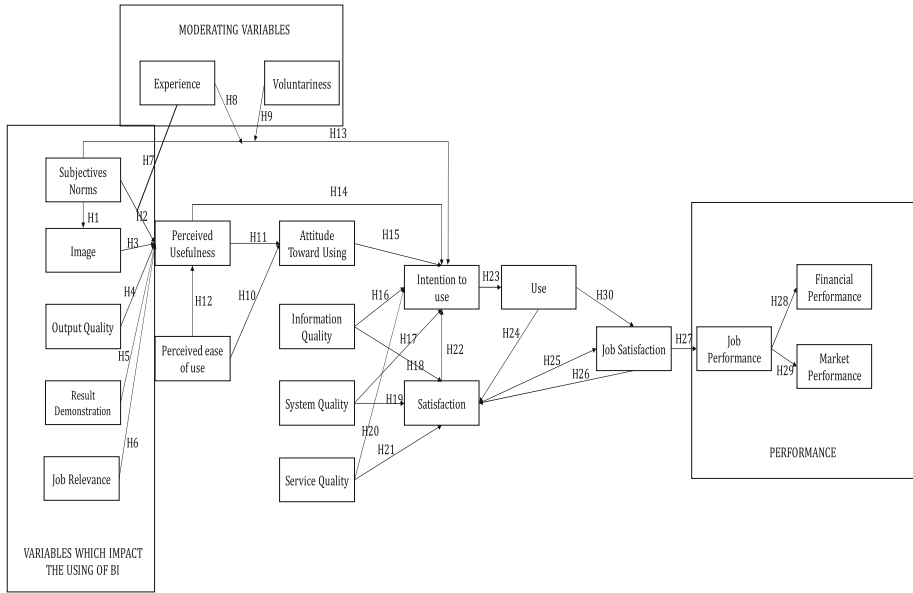 MODERATING VARIABLES
Experience
Voluntariness
H8
H9
H13
H7
Subjectives
Norms
H14
H1
H2
Image
H3
Perceived
Usefulness
H11
Attitude
Toward Using
H15
H4
H12
H10
Intention to
use
H23
Use
H30
Financial
Performance
H28
Output Quality
Information
Quality
H16
H17
H24
H5
Perceived ease
of use
H18
H22
H25
Job Satisfaction
H27
Job
Performance
Market
Performance
H29
H26
Result
Demonstration
System Quality
H19
Satisfaction
H6
H20
H21
Job Relevance
Service Quality
PERFORMANCE
VARIABLES WHICH IMPACT
THE USING OF BI